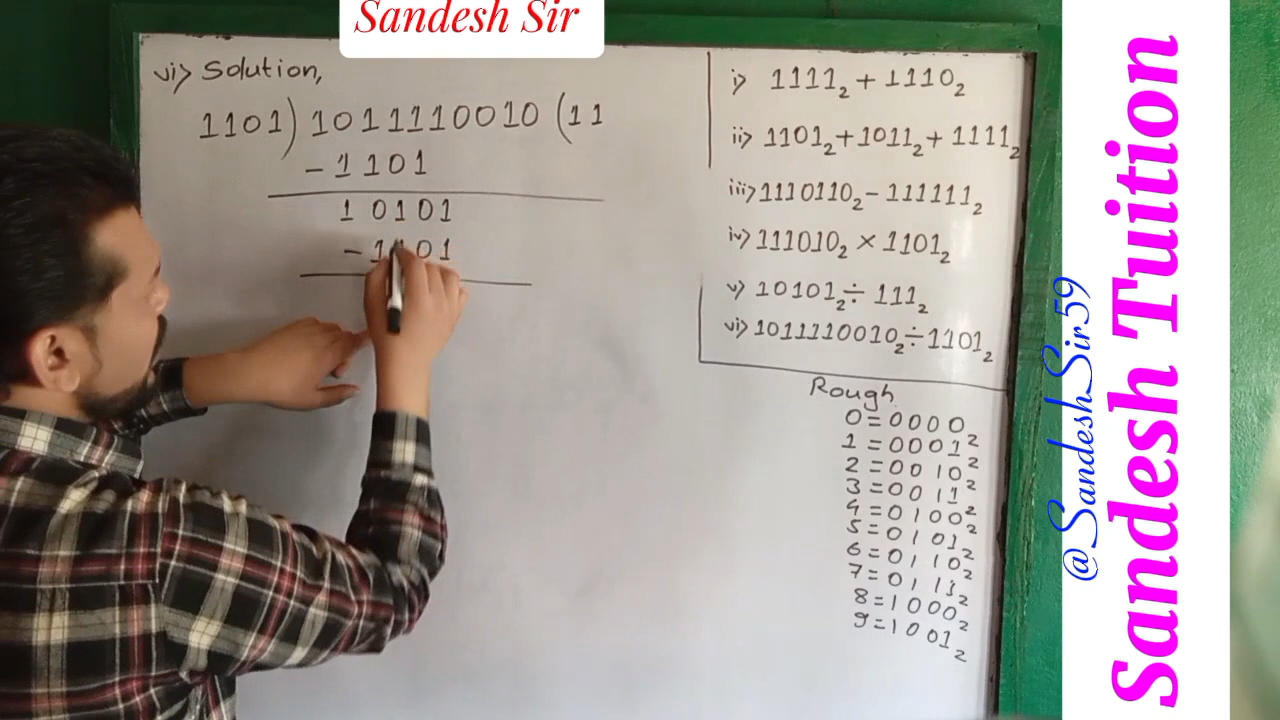 Sandesh Sir
vi> Solution,
1101) 1011110010 (11
- 1101
10101
- 1101
i> 1111₂ + 1110₂
ii> 1101₂ + 1011₂ + 1111₂
iii> 1110110₂ - 111111₂
iv> 111010₂ × 1101₂
v> 10101₂ ÷ 111₂
vi> 1011110010₂ ÷ 1101₂
Rough
0 = 0000₂
1 = 0001₂
2 = 0010₂
3 = 0011₂
4 = 0100₂
5 = 0101₂
6 = 0110₂
7 = 0111₂
8 = 1000₂
9 = 1001₂
@SandeshSir59
Sandesh Tuition